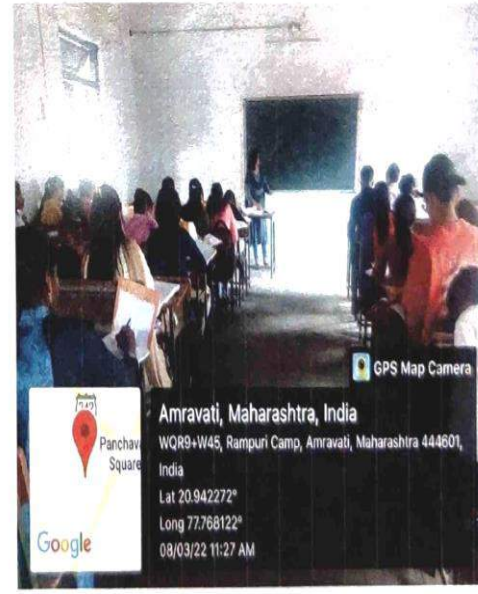 GPS Map Camera
Amravati, Maharashtra, India
WQR9+W45, Rampuri Camp, Amravati, Maharashtra 444601,
India
Lat 20.942272°
Long 77.768122°
08/03/22 11:27 AM
Square
Google